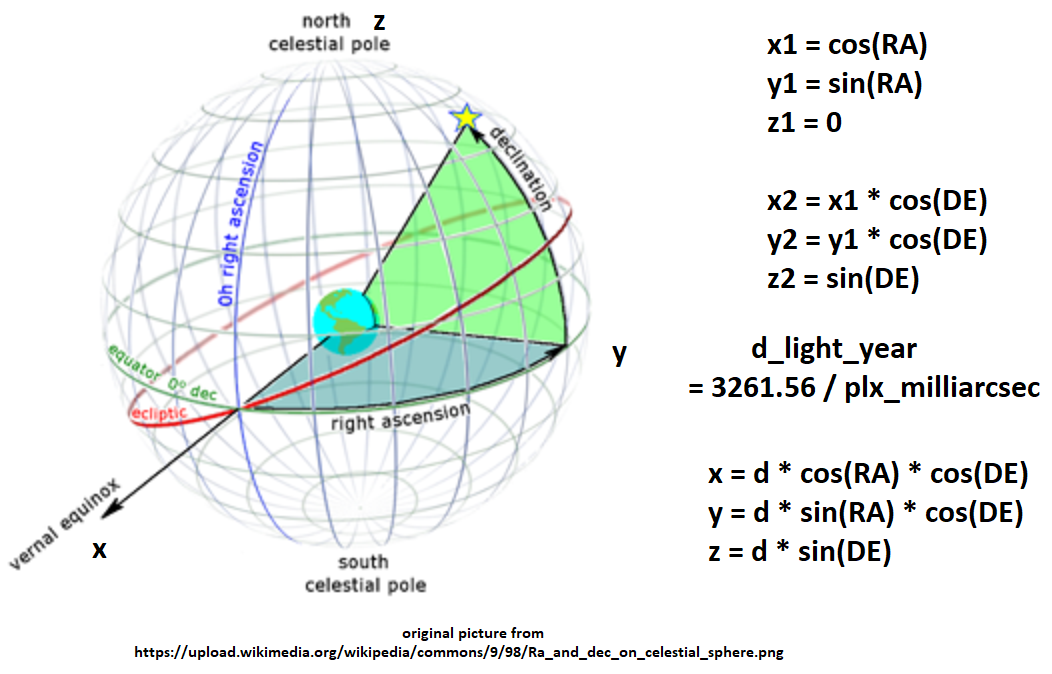 north z
celestial pole
0h right ascension
declination
equator 0° dec
ecliptic
right ascension
y
vernal equinox
x
south
celestial pole
x1 = cos(RA)
y1 = sin(RA)
z1 = 0
x2 = x1 * cos(DE)
y2 = y1 * cos(DE)
z2 = sin(DE)
d_light_year
= 3261.56 / plx_milliarcsec
x = d * cos(RA) * cos(DE)
y = d * sin(RA) * cos(DE)
z = d * sin(DE)
original picture from
https://upload.wikimedia.org/wikipedia/commons/9/98/Ra_and_dec_on_celestial_sphere.png